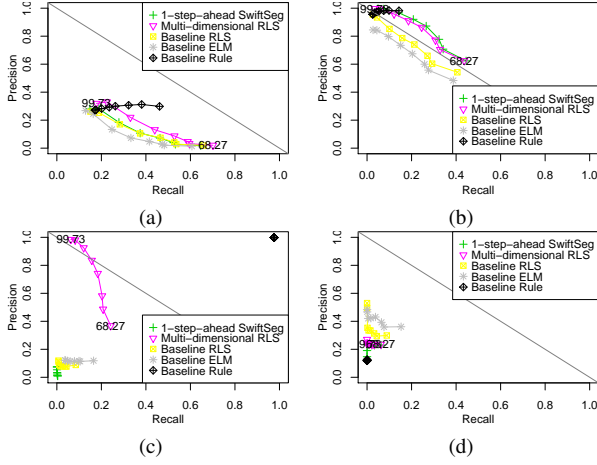 1−step−ahead SwiftSeg
Multi−dimensional RLS
Baseline RLS
Baseline ELM
Baseline Rule
99.73
68.27
Precision
0.0 0.2 0.4 0.6 0.8 1.0
0.0 0.2 0.4 0.6 0.8 1.0
Recall
(a)
1−step−ahead SwiftSeg
Multi−dimensional RLS
Baseline RLS
Baseline ELM
Baseline Rule
68.27
Precision
0.0 0.2 0.4 0.6 0.8 1.0
0.0 0.2 0.4 0.6 0.8 1.0
Recall
(b)
99.73
68.27
1−step−ahead SwiftSeg
Multi−dimensional RLS
Baseline RLS
Baseline ELM
Baseline Rule
Precision
0.0 0.2 0.4 0.6 0.8 1.0
0.0 0.2 0.4 0.6 0.8 1.0
Recall
(c)
1−step−ahead SwiftSeg
Multi−dimensional RLS
Baseline RLS
Baseline ELM
Baseline Rule
Precision
0.0 0.2 0.4 0.6 0.8 1.0
0.0 0.2 0.4 0.6 0.8 1.0
Recall
(d)